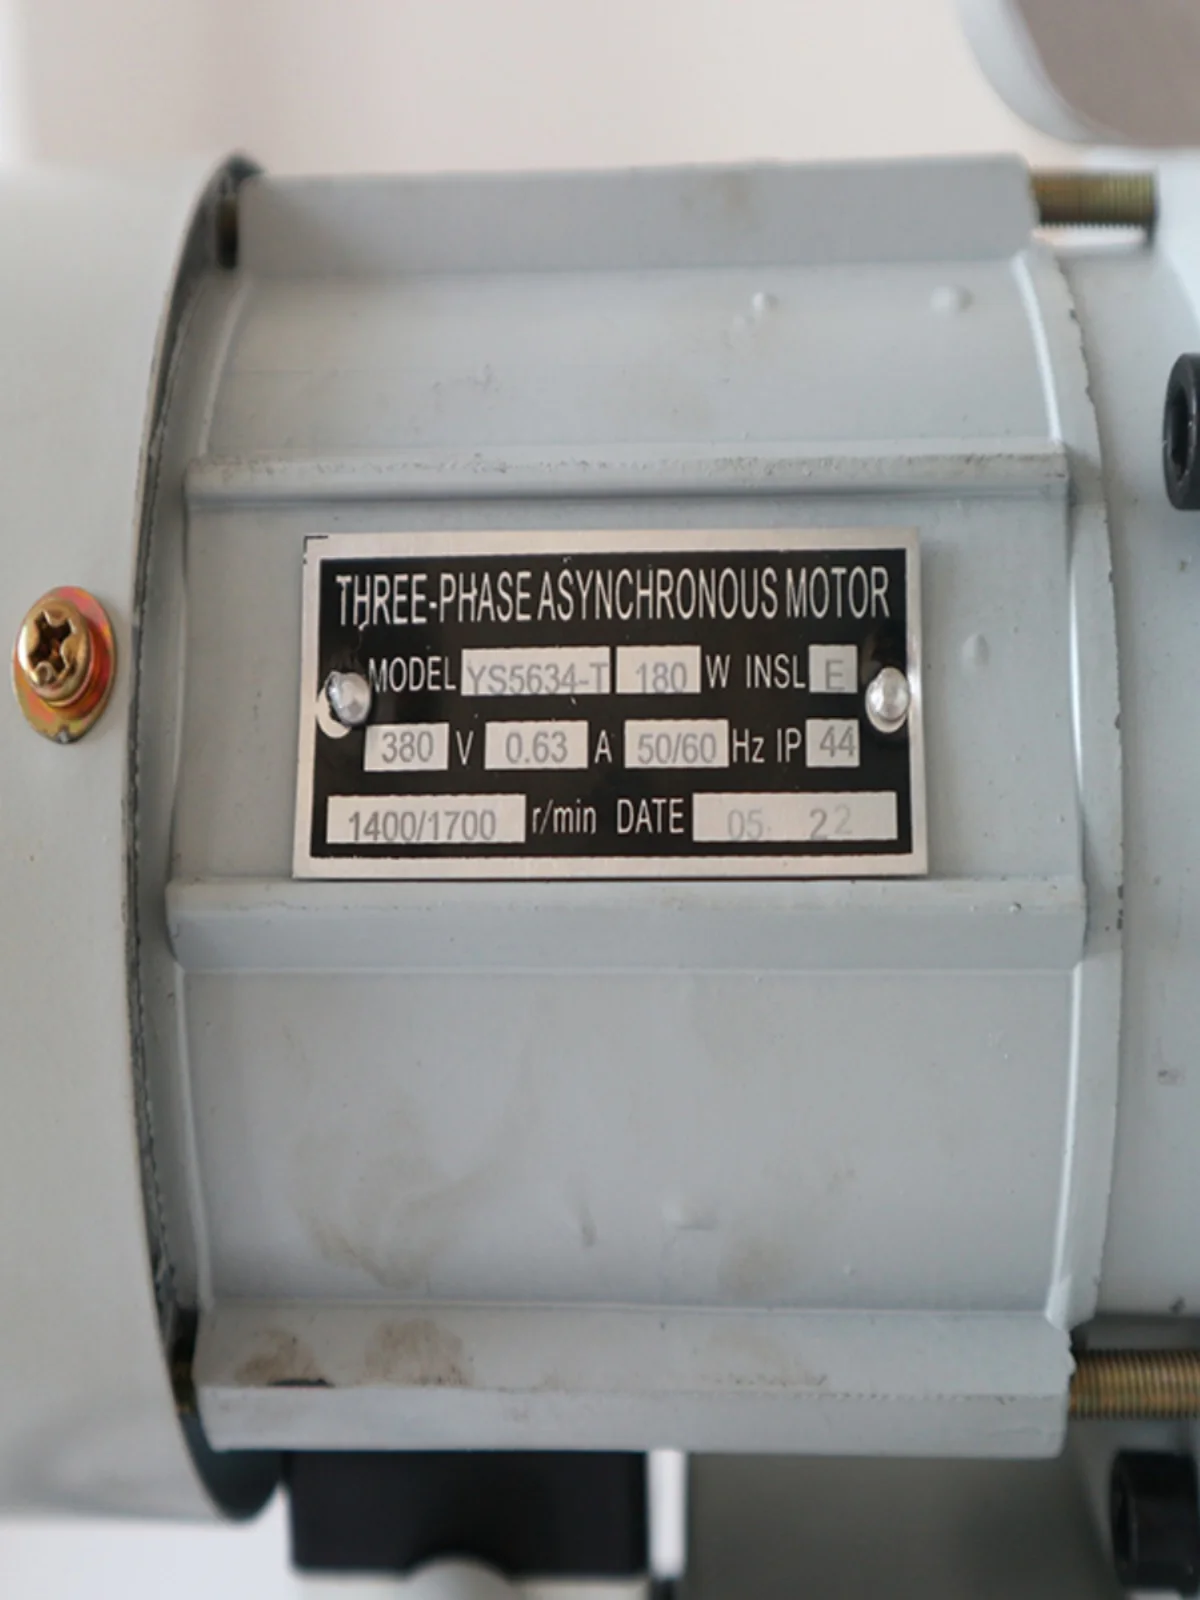 THREE-PHASE ASYNCHRONOUS MOTOR
MODEL YS5634-T 180 W INSL E
380 V 0.63 A 50/60 Hz IP 44
1400/1700 r/min DATE 05. 22